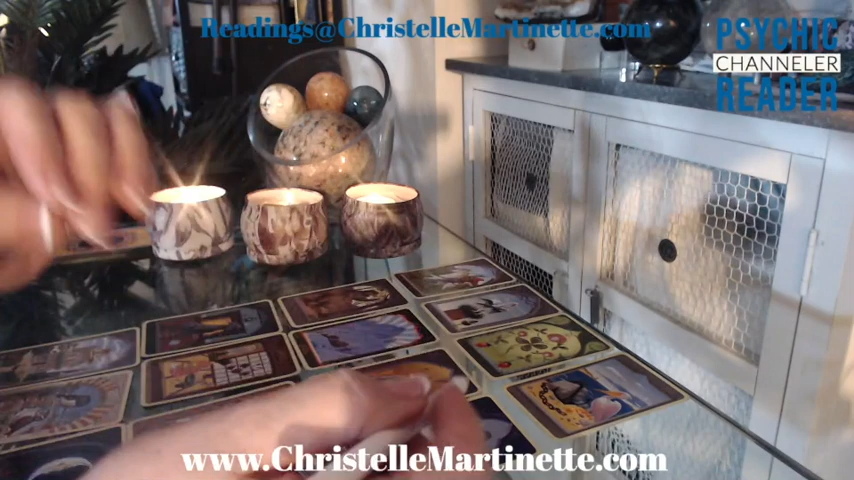 Readings@ChristelleMartinette.com
PSYCHIC
CHANNELER
READER
www.ChristelleMartinette.com